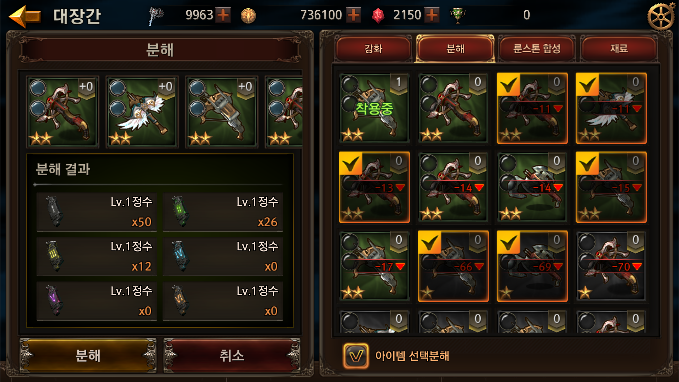 대장간
9963
736100
2150
0
분해
+0
+0
+0
분해 결과
Lv.1정수
x50
Lv.1정수
x26
Lv.1정수
x12
Lv.1정수
x0
Lv.1정수
x0
Lv.1정수
x0
분해
취소
강화
분해
룬스톤 합성
재료
1
착용중
0
0
-11
0
0
-13
0
-14
0
-14
0
-15
0
-17
0
-66
0
-69
0
-70
0
0
0
0
아이템 선택분해